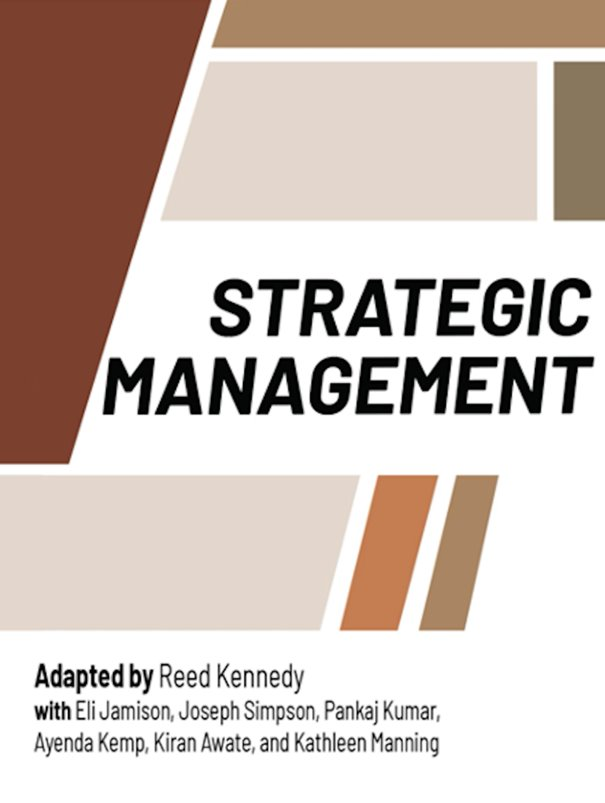 STRATEGIC
MANAGEMENT
Adapted by Reed Kennedy
with Eli Jamison, Joseph Simpson, Pankaj Kumar,
Ayenda Kemp, Kiran Awate, and Kathleen Manning